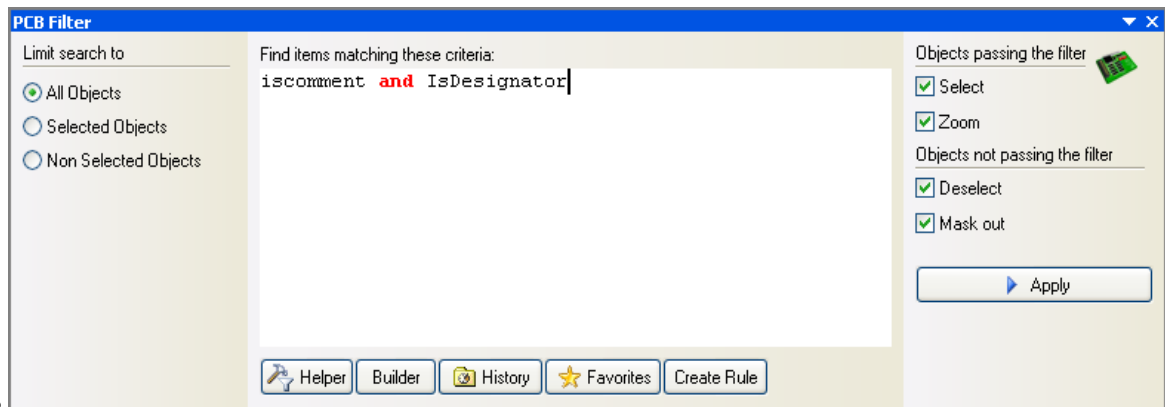 PCB Filter
Limit search to
All Objects
Selected Objects
Non Selected Objects
Find items matching these criteria:
iscomment and IsDesignator
Helper
Builder
History
Favorites
Create Rule
Objects passing the filter
Select
Zoom
Objects not passing the filter
Deselect
Mask out
Apply